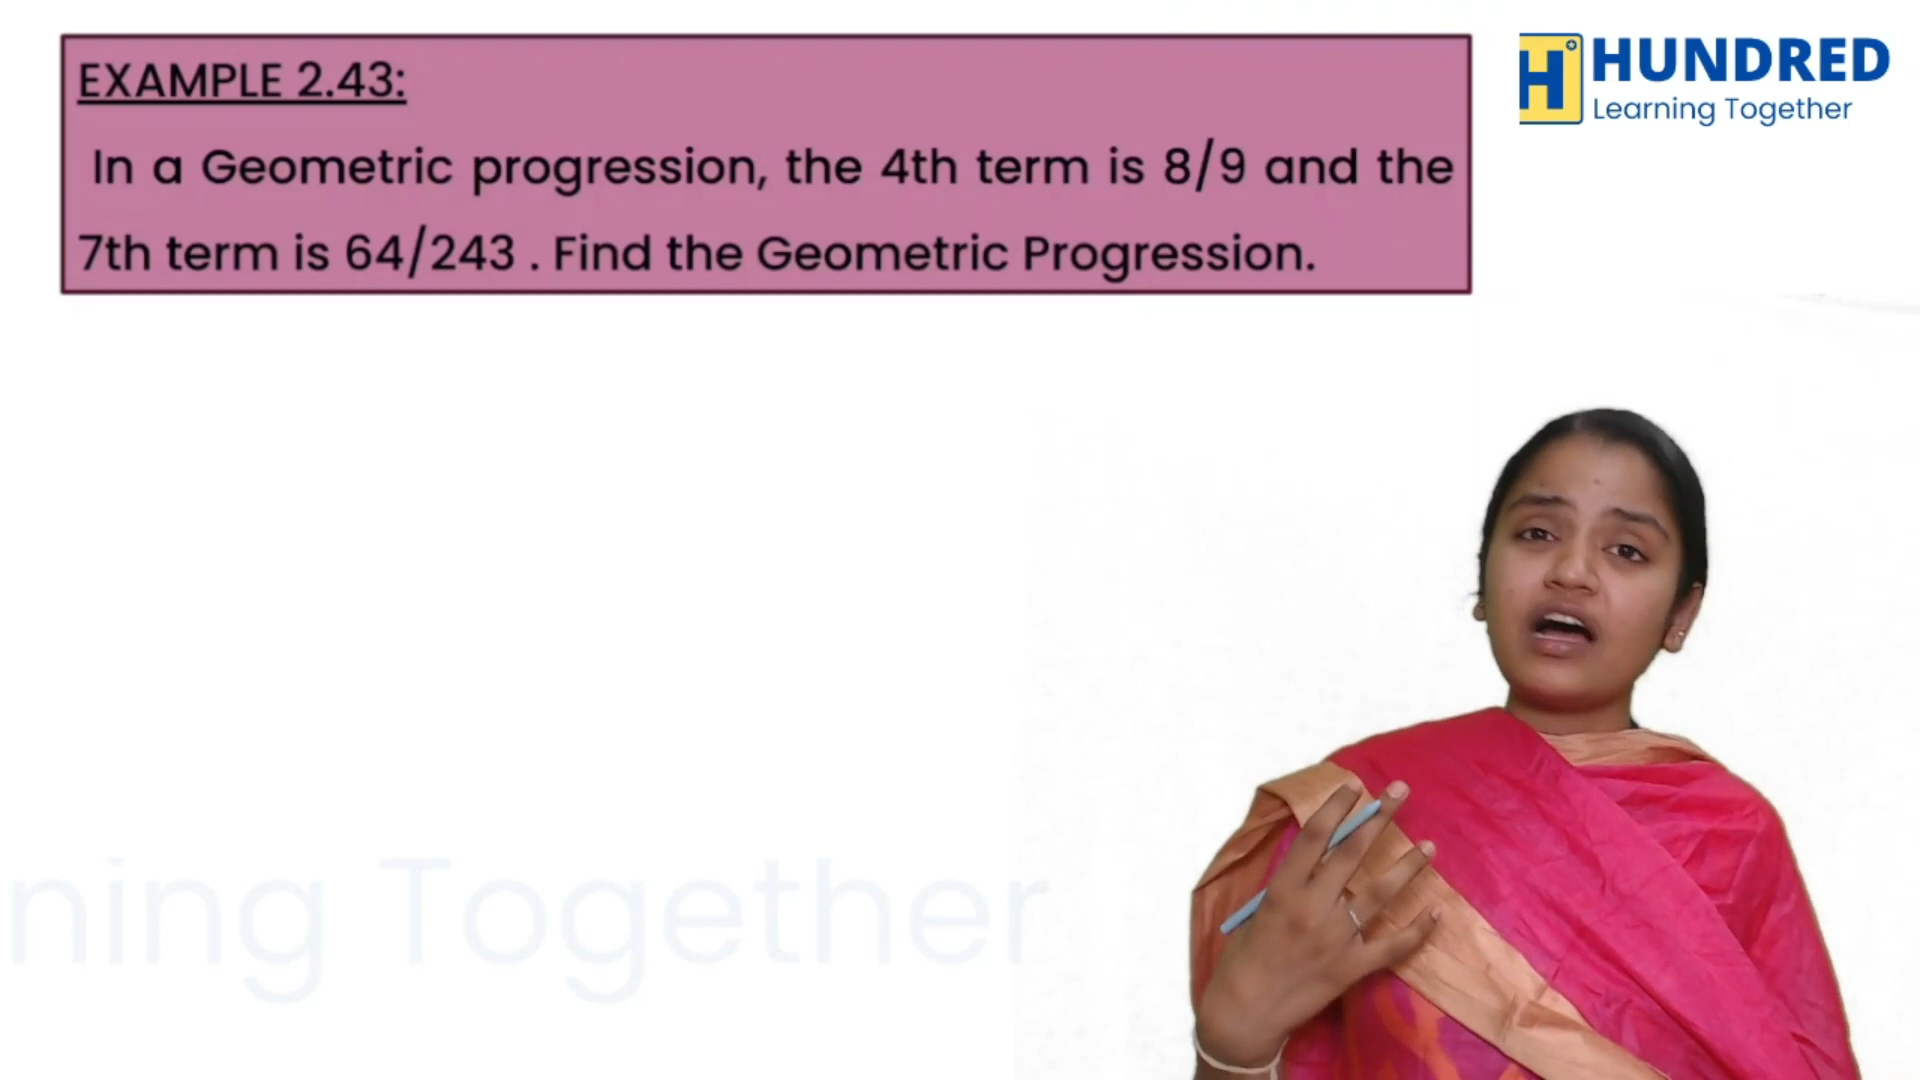 EXAMPLE 2.43:
In a Geometric progression, the 4th term is 8/9 and the
7th term is 64/243 . Find the Geometric Progression.
H HUNDRED
Learning Together
ning Together